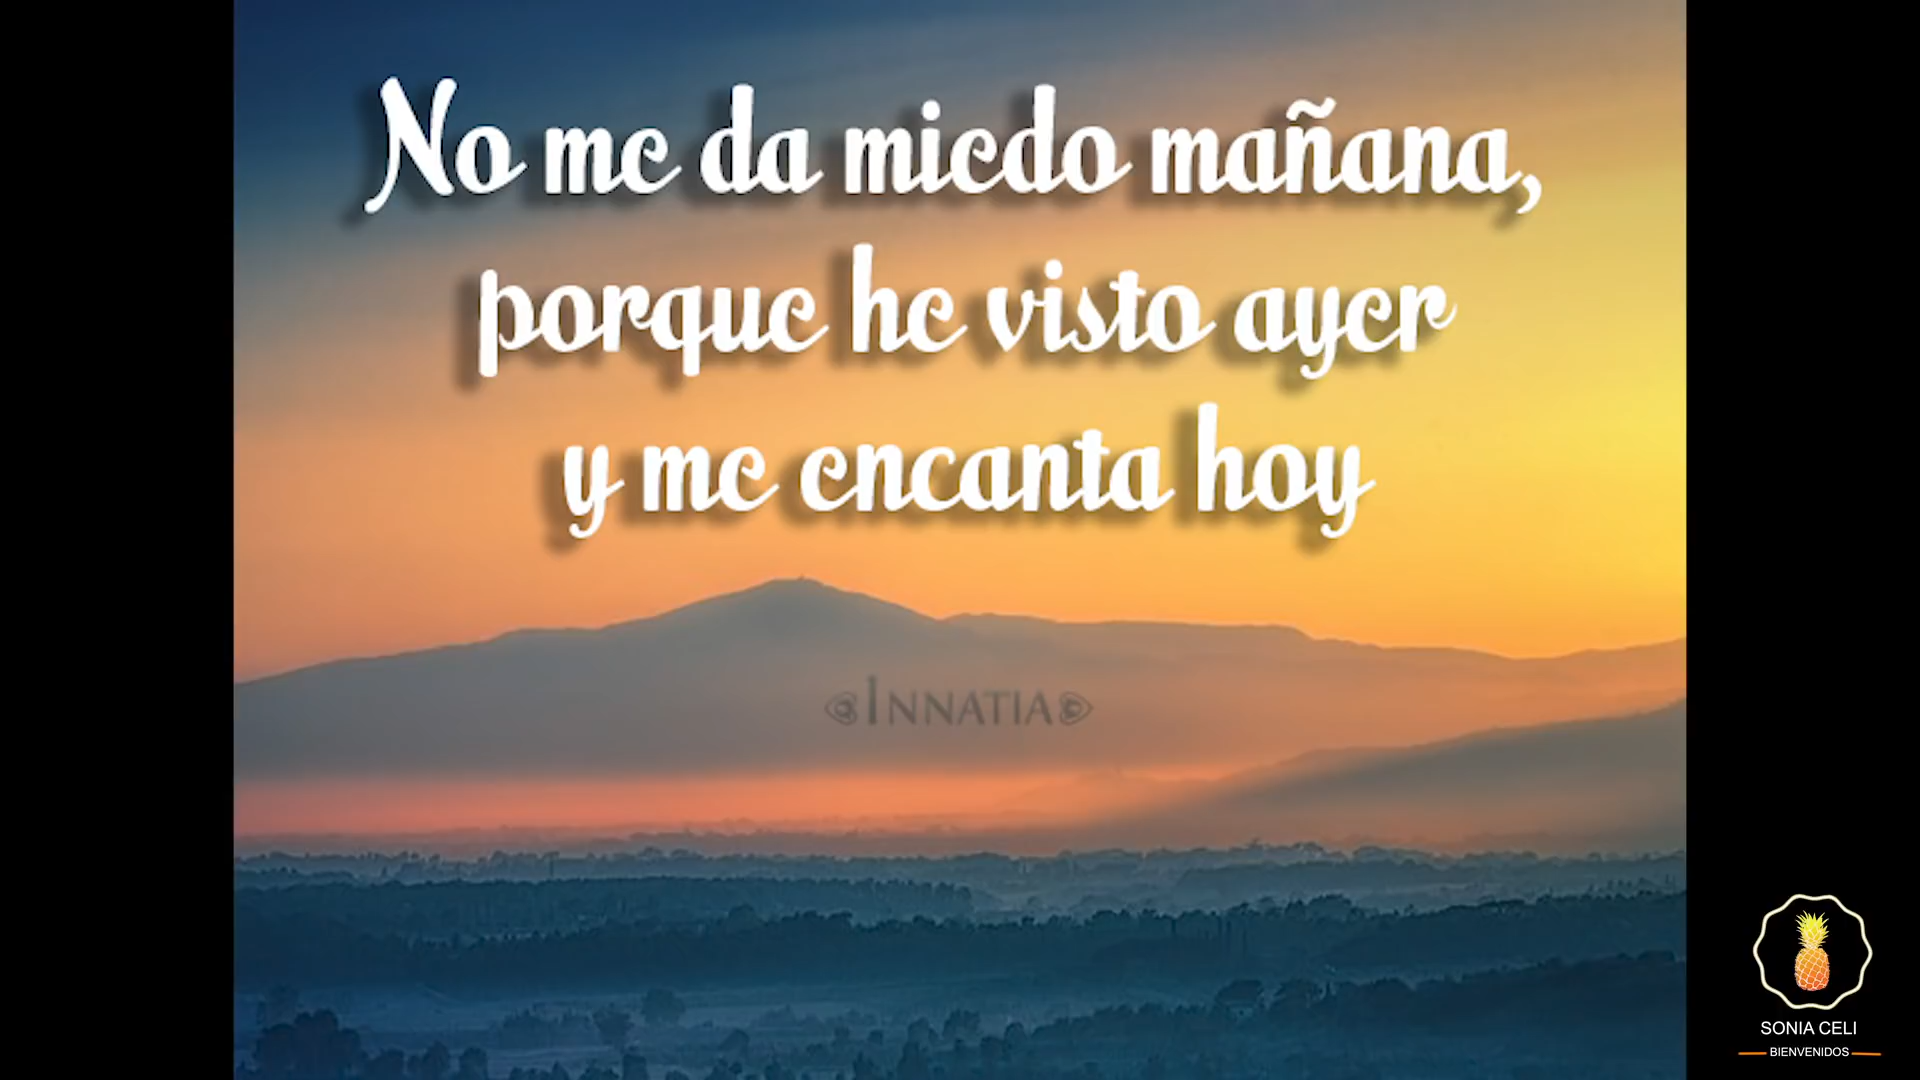 No me da miedo mañana,
porque he visto ayer
y me encanta hoy
INNATIA
SONIA CELI
BIENVENIDOS